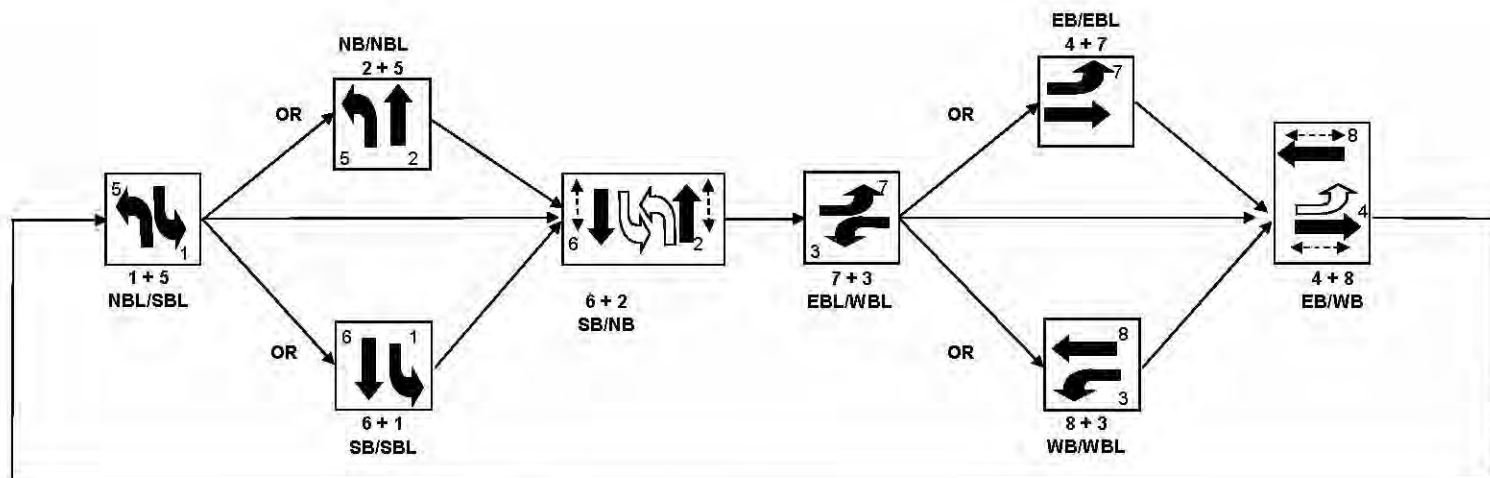 NB/NBL
2 + 5
OR
5 2
5
1
1 + 5
NBL/SBL
OR
6 1
6 + 1
SB/SBL
6 2
6 + 2
SB/NB
7
3
7 + 3
EBL/WBL
EB/EBL
4 + 7
OR
7
OR
8
3
8 + 3
WB/WBL
8
4
4 + 8
EB/WB